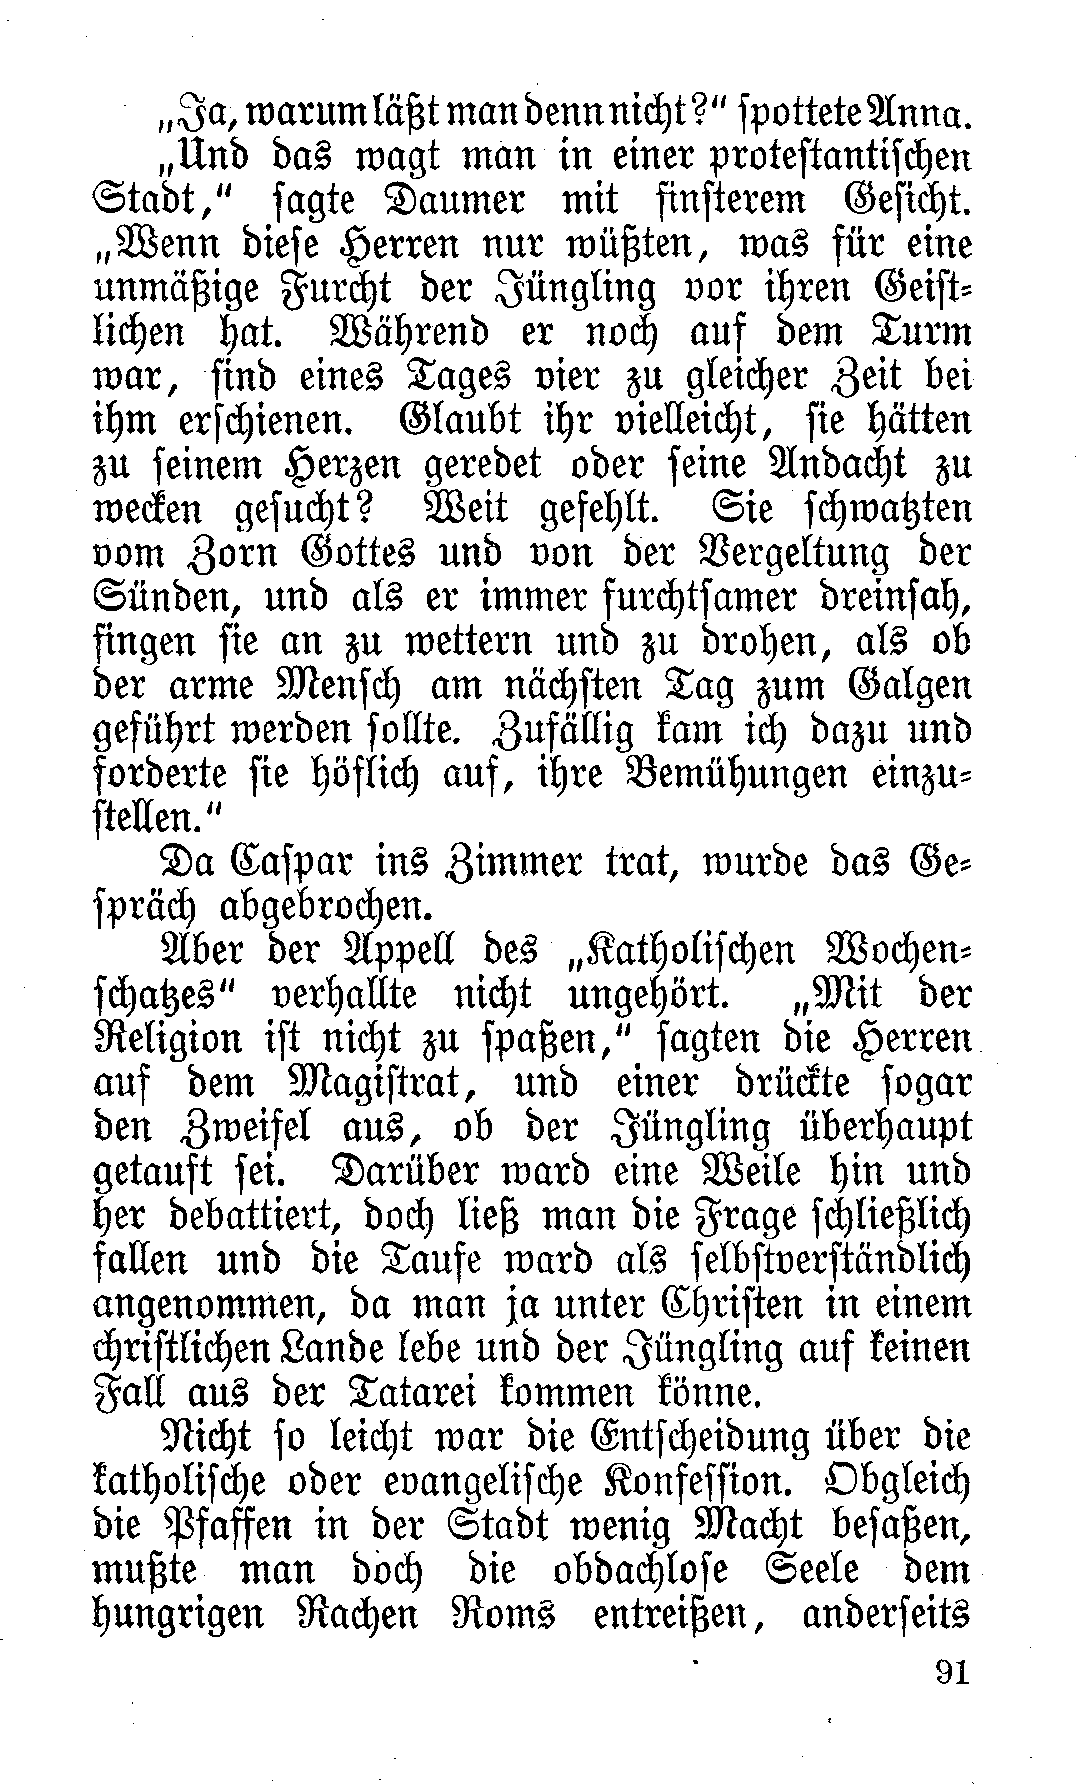 „Ja, warum läßt man denn nicht?“ spottete Anna.
„Und das wagt man in einer protestantischen
Stadt,“ sagte Daumer mit finsterem Gesicht.
„Wenn diese Herren nur wüßten, was für eine
unmäßige Furcht der Jüngling vor ihren Geist-
lichen hat. Während er noch auf dem Turm
war, sind eines Tages vier zu gleicher Zeit bei
ihm erschienen. Glaubt ihr vielleicht, sie hätten
zu seinem Herzen geredet oder seine Andacht zu
wecken gesucht? Weit gefehlt. Sie schwatzten
vom Zorn Gottes und von der Vergeltung der
Sünden, und als er immer furchtsamer dreinsah,
fingen sie an zu wettern und zu drohen, als ob
der arme Mensch am nächsten Tag zum Galgen
geführt werden sollte. Zufällig kam ich dazu und
forderte sie höflich auf, ihre Bemühungen einzu-
stellen.“
Da Caspar ins Zimmer trat, wurde das Ge-
spräch abgebrochen.
Aber der Appell des „Katholischen Wochen-
schatzes“ verhallte nicht ungehört. „Mit der
Religion ist nicht zu spaßen,“ sagten die Herren
auf dem Magistrat, und einer drückte sogar
den Zweifel aus, ob der Jüngling überhaupt
getauft sei. Darüber ward eine Weile hin und
her debattiert, doch ließ man die Frage schließlich
fallen und die Taufe ward als selbstverständlich
angenommen, da man ja unter Christen in einem
christlichen Lande lebe und der Jüngling auf keinen
Fall aus der Tatarei kommen könne.
Nicht so leicht war die Entscheidung über die
katholische oder evangelische Konfession. Obgleich
die Pfaffen in der Stadt wenig Macht besaßen,
mußte man doch die obdachlose Seele dem
hungrigen Rachen Roms entreißen, anderseits
91